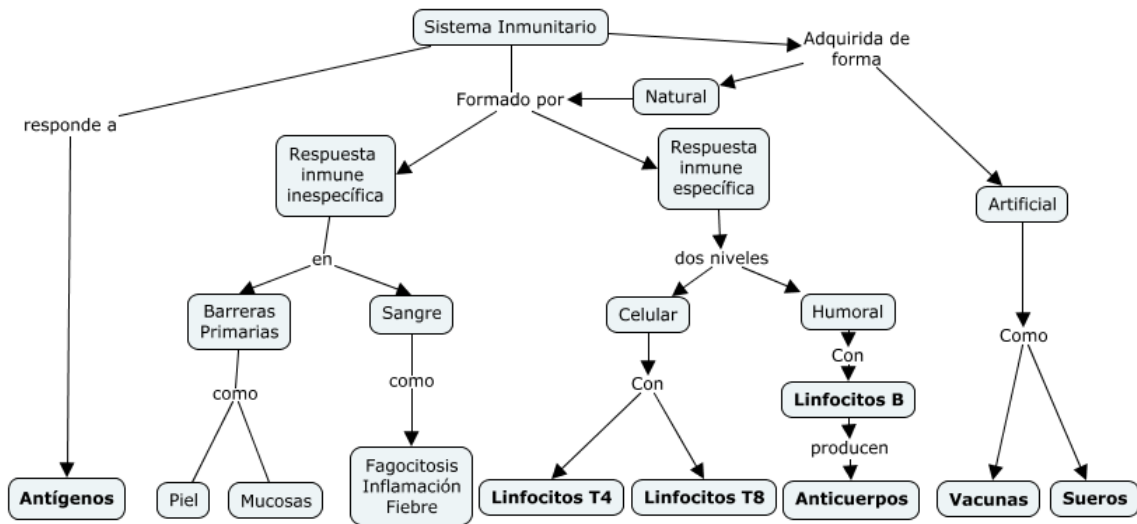 Sistema Inmunitario
Adquirida de
forma
Natural
Formado por
responde a
Respuesta
inmune
inespecífica
Respuesta
inmune
específica
Artificial
en
dos niveles
Barreras
Primarias
Sangre
Celular
Humoral
Como
Con
como
como
Con
Linfocitos B
producen
Fagocitosis
Inflamación
Fiebre
Antígenos
Piel
Mucosas
Linfocitos T4
Linfocitos T8
Anticuerpos
Vacunas
Sueros